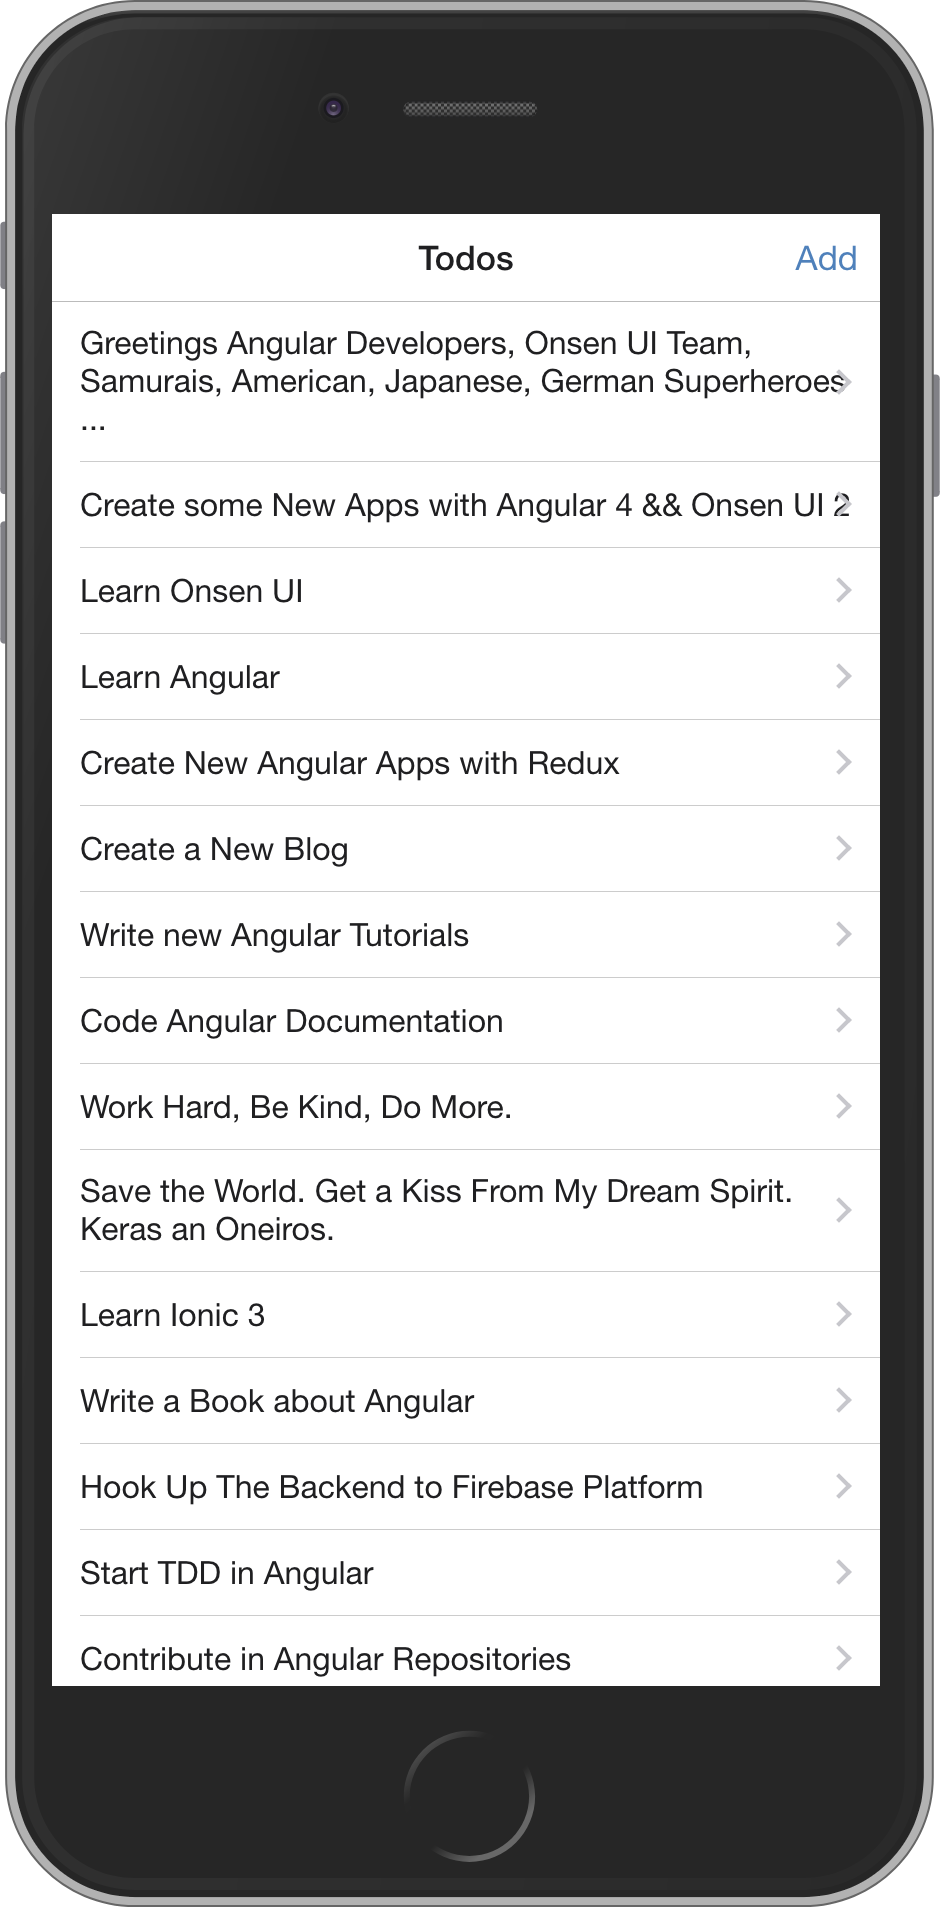 Todos
Add
Greetings Angular Developers, Onsen UI Team,
Samurais, American, Japanese, German Superheroes
...
Create some New Apps with Angular 4 && Onsen UI 2
Learn Onsen UI
Learn Angular
Create New Angular Apps with Redux
Create a New Blog
Write new Angular Tutorials
Code Angular Documentation
Work Hard, Be Kind, Do More.
Save the World. Get a Kiss From My Dream Spirit.
Keras an Oneiros.
Learn Ionic 3
Write a Book about Angular
Hook Up The Backend to Firebase Platform
Start TDD in Angular
Contribute in Angular Repositories